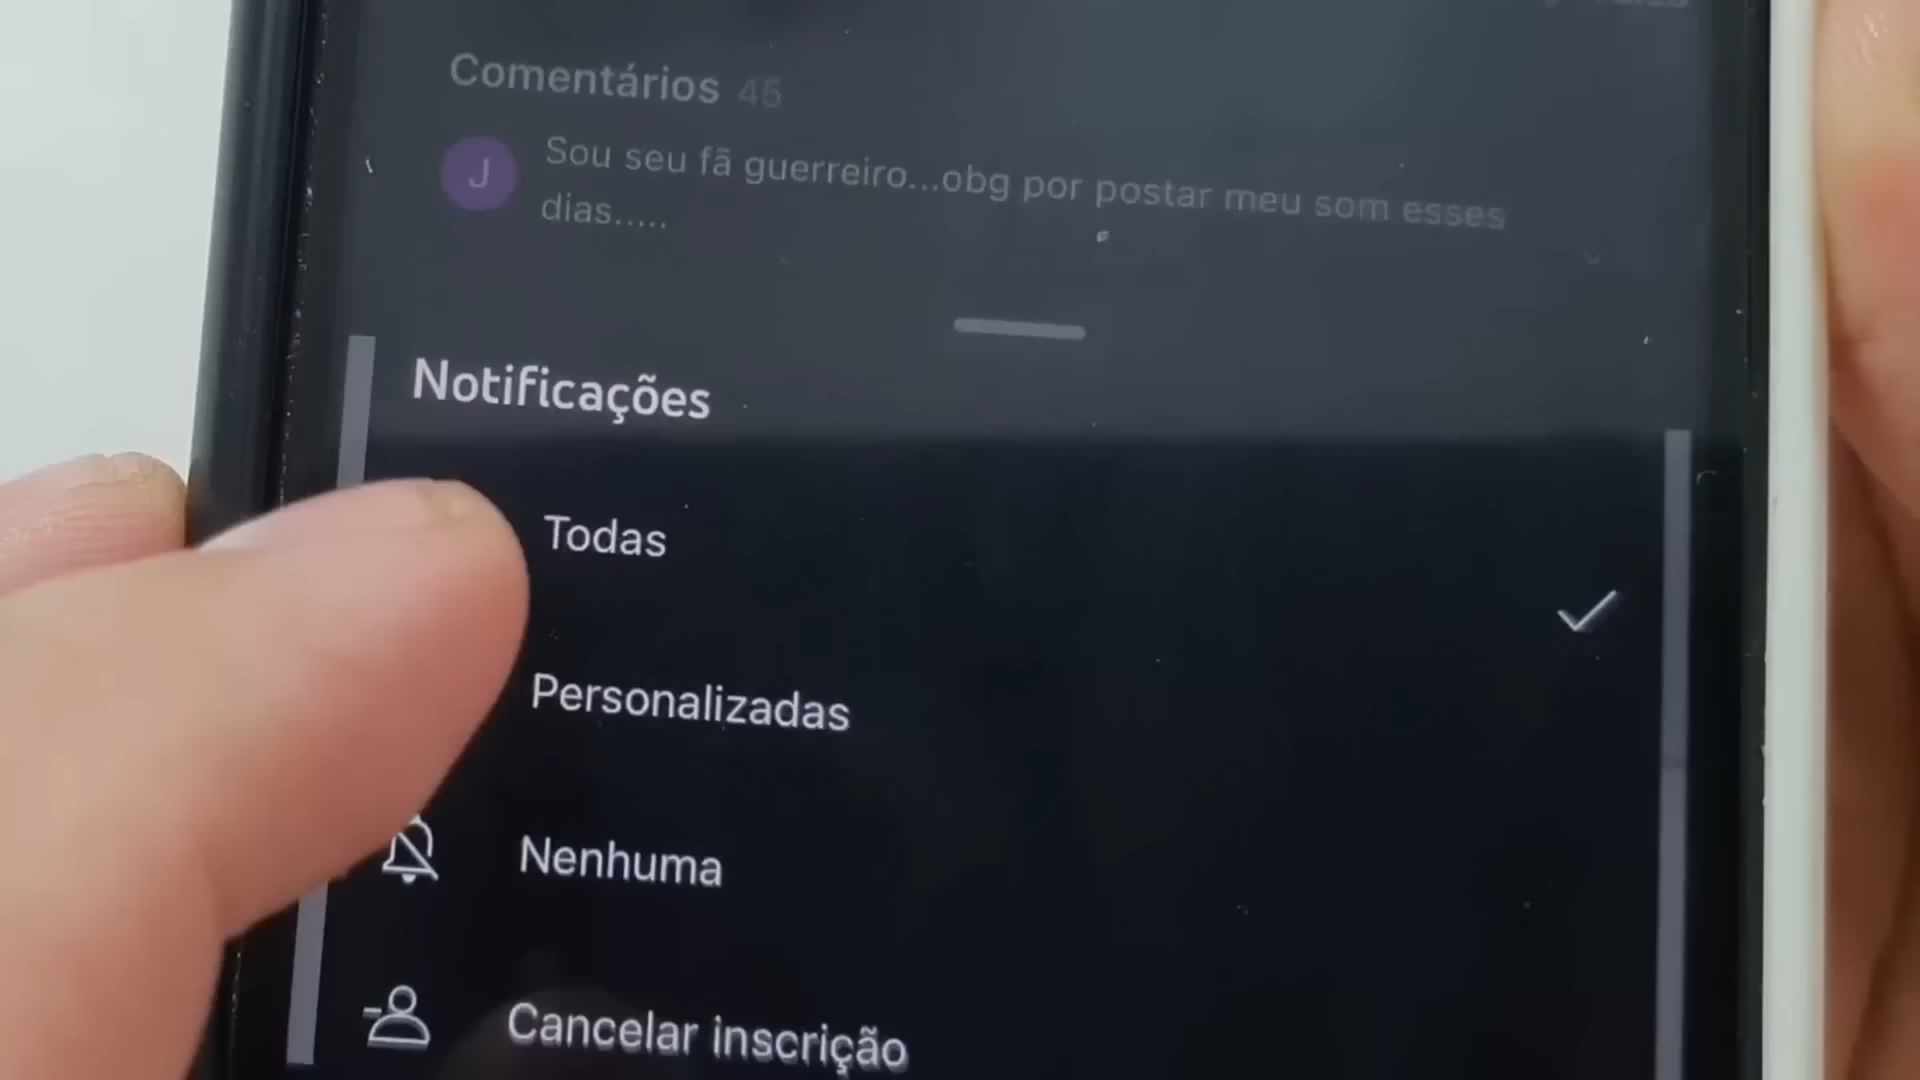 Comentários 45
J
Sou seu fã guerreiro...obg por postar meu som esses
dias.....
Notificações
Todas
Personalizadas
Nenhuma
Cancelar inscrição